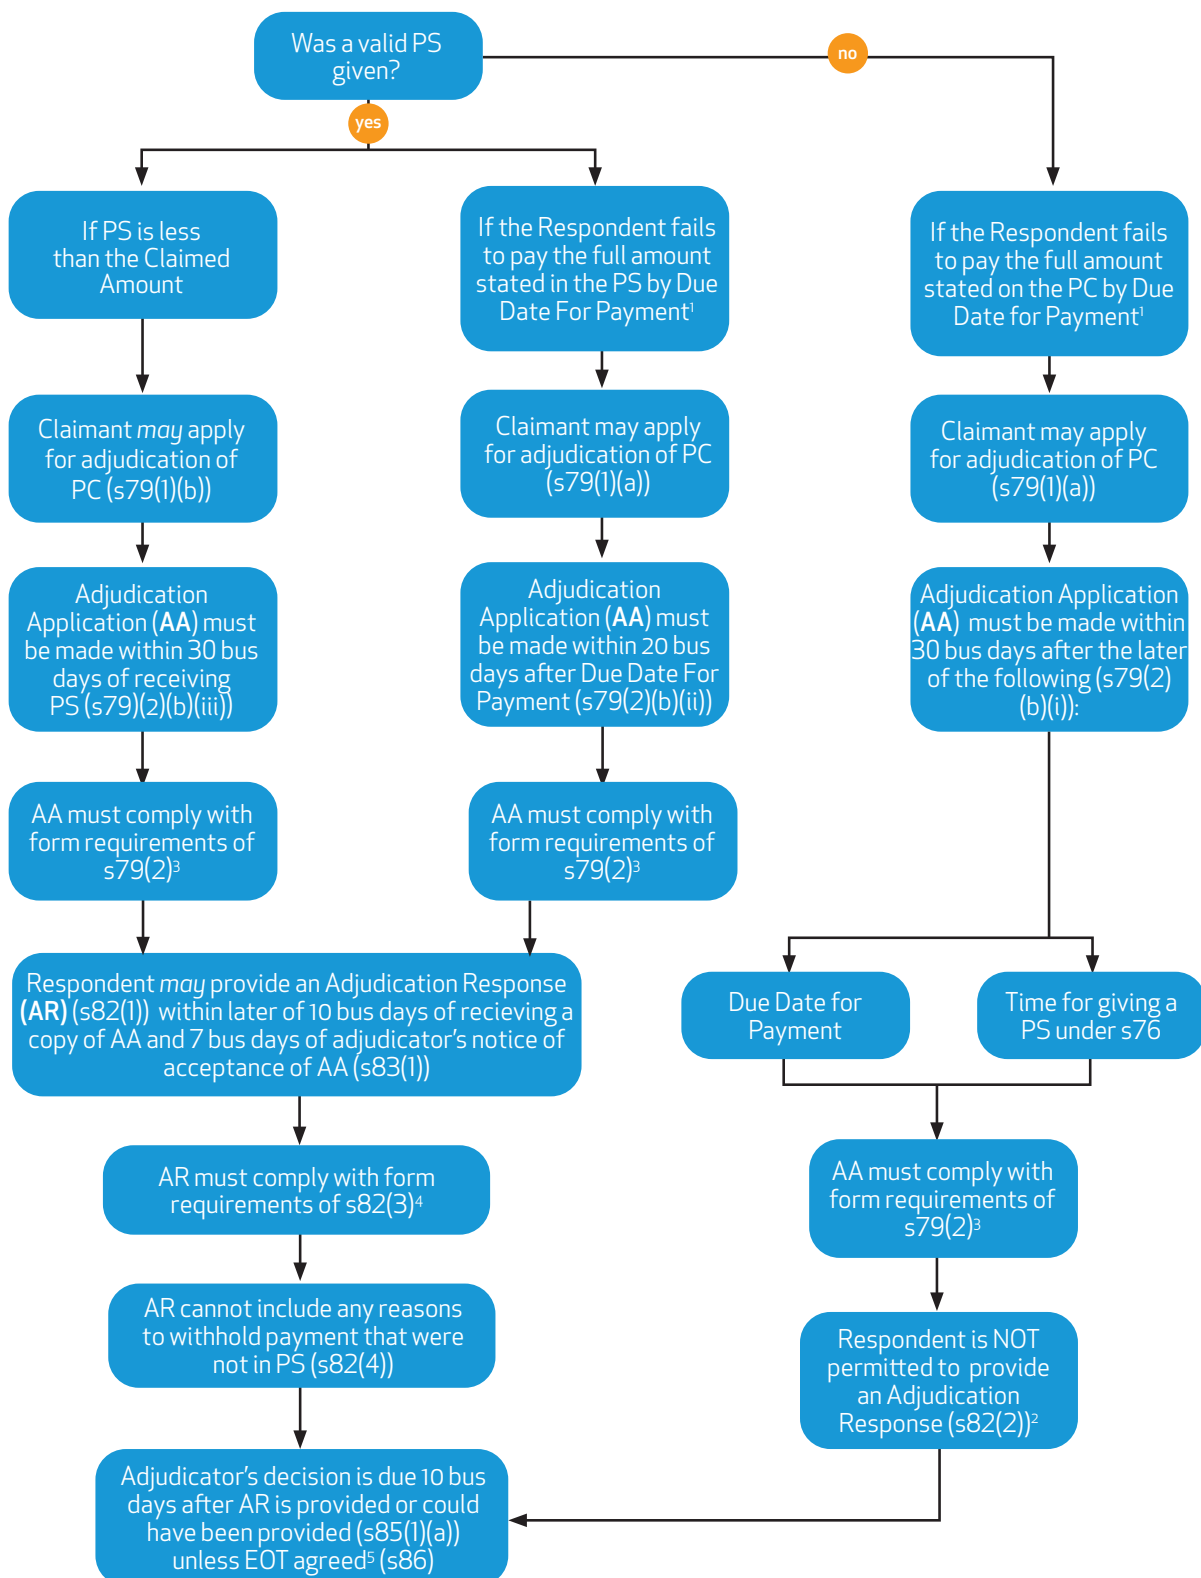 Was a valid PS
given?
no
yes
If PS is less
than the Claimed
Amount
If the Respondent fails
to pay the full amount
stated in the PS by Due
Date For Payment¹
If the Respondent fails
to pay the full amount
stated on the PC by Due
Date for Payment¹
Claimant may apply
for adjudication of
PC (s79(1)(b))
Claimant may apply
for adjudication of PC
(s79(1)(a))
Claimant may apply
for adjudication of PC
(s79(1)(a))
Adjudication
Application (AA) must
be made within 30 bus
days of receiving
PS (s79)(2)(b)(iii))
Adjudication
Application (AA) must
be made within 20 bus
days after Due Date For
Payment (s79(2)(b)(ii))
Adjudication Application
(AA) must be made within
30 bus days after the later
of the following (s79(2)
(b)(i)):
AA must comply with
form requirements of
s79(2)³
AA must comply with
form requirements of
s79(2)³
Respondent may provide an Adjudication Response
(AR) (s82(1)) within later of 10 bus days of recieving a
copy of AA and 7 bus days of adjudicator's notice of
acceptance of AA (s83(1))
Due Date for
Payment
Time for giving a
PS under s76
AR must comply with form
requirements of s82(3)⁴
AA must comply with
form requirements of
s79(2)³
AR cannot include any reasons
to withhold payment that were
not in PS (s82(4))
Respondent is NOT
permitted to provide
an Adjudication
Response (s82(2))²
Adjudicator's decision is due 10 bus
days after AR is provided or could
have been provided (s85(1)(a))
unless EOT agreed⁵ (s86)